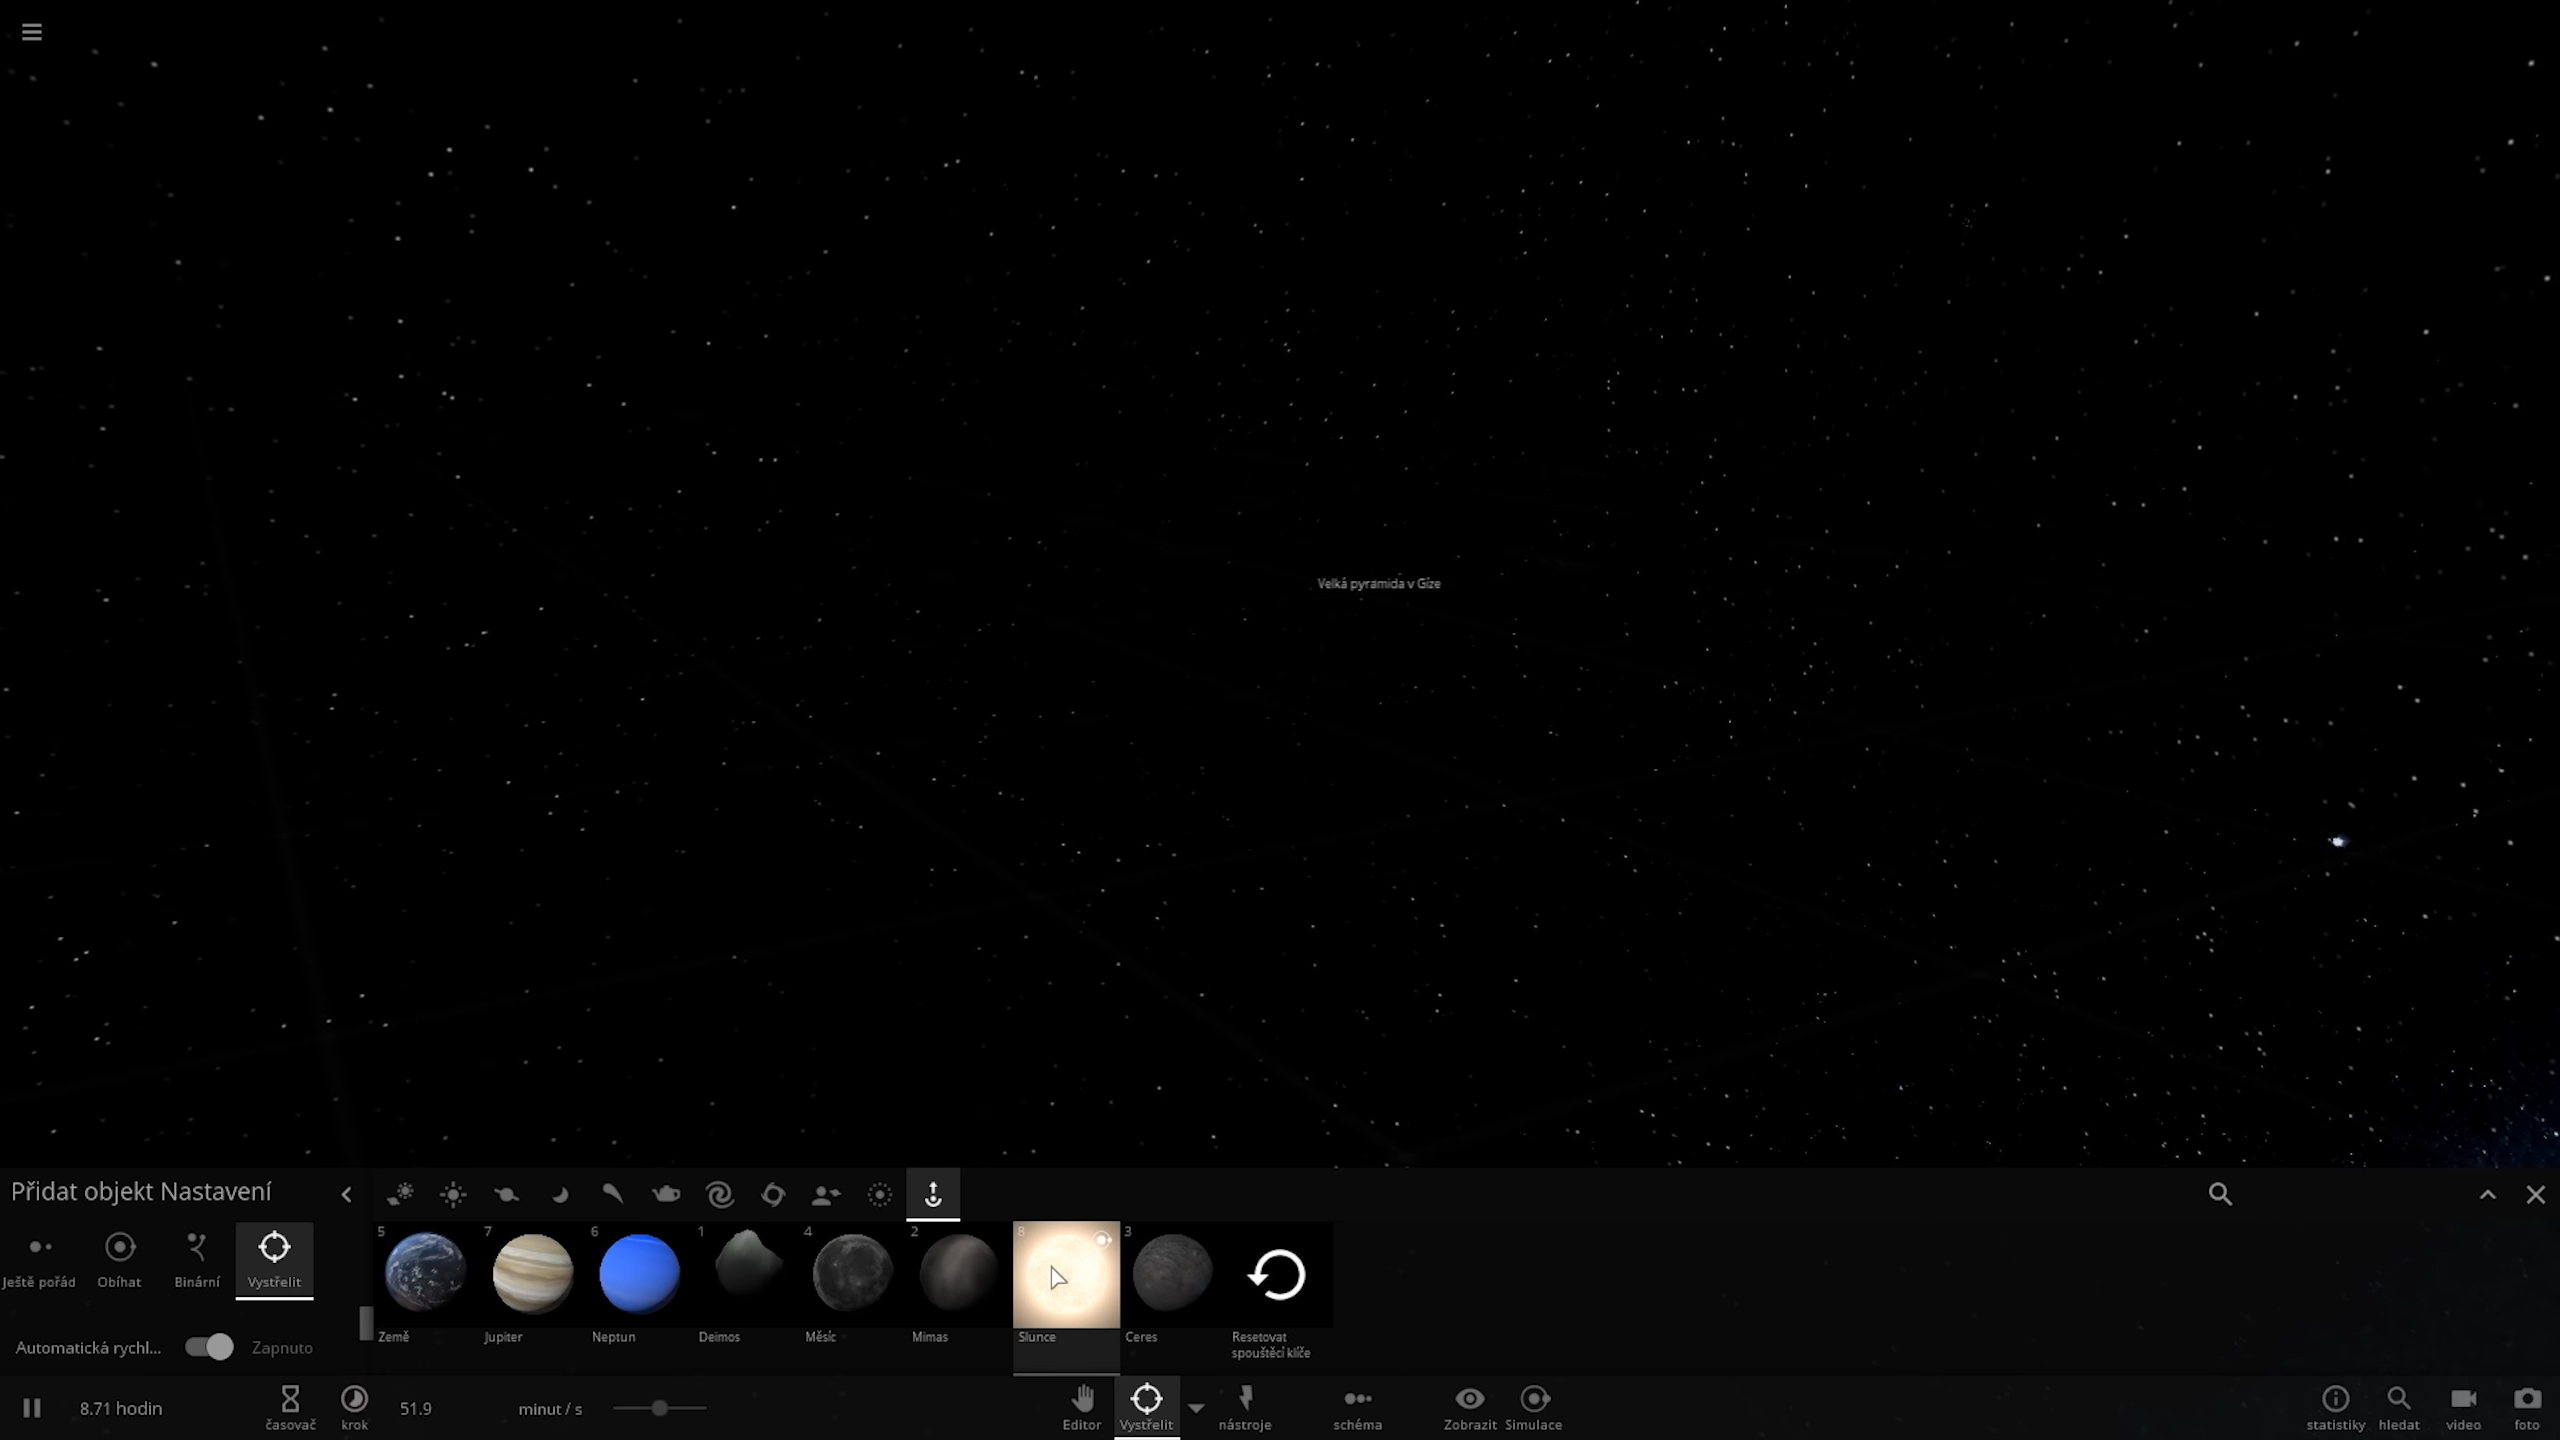 Velká pyramida v Gíze
Přidat objekt Nastavení
Ještě pořád
Obíhat
Binární
Vystřelit
Automatická rychl...
Zapnuto
5
7
6
1
4
2
8
3
Země
Jupiter
Neptun
Deimos
Měsíc
Mimas
Slunce
Ceres
Resetovat
spouštěcí klíče
8.71 hodin
časovač
krok
51.9
minut / s
Editor
Vystřelit
nástroje
schéma
Zobrazit
Simulace
statistiky
hledat
video
foto